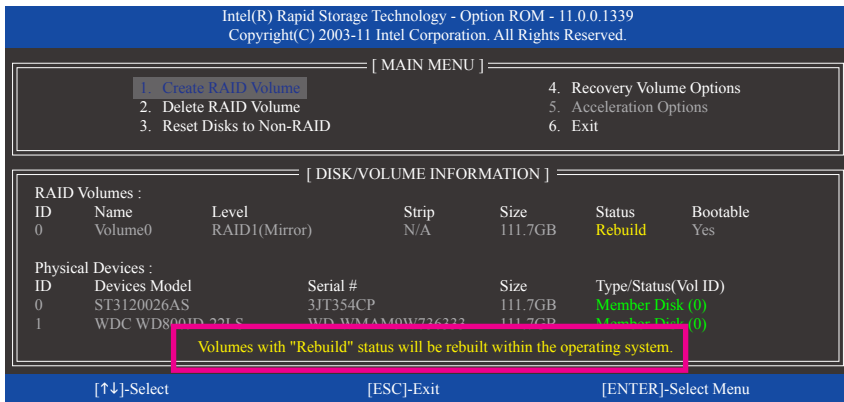 Intel(R) Rapid Storage Technology - Option ROM - 11.0.0.1339
Copyright(C) 2003-11 Intel Corporation. All Rights Reserved.
[ MAIN MENU ]
1. Create RAID Volume 4. Recovery Volume Options
2. Delete RAID Volume 5. Acceleration Options
3. Reset Disks to Non-RAID 6. Exit
[ DISK/VOLUME INFORMATION ]
RAID Volumes :
ID Name Level Strip Size Status Bootable
0 Volume0 RAID1(Mirror) N/A 111.7GB Rebuild Yes
Physical Devices :
ID Devices Model Serial # Size Type/Status(Vol ID)
0 ST3120026AS 3JT354CP 111.7GB Member Disk (0)
1 WDC 111.7GB Member Disk (0)
Volumes with "Rebuild" status will be rebuilt within the operating system.
[↑↓]-Select [ESC]-Exit [ENTER]-Select Menu